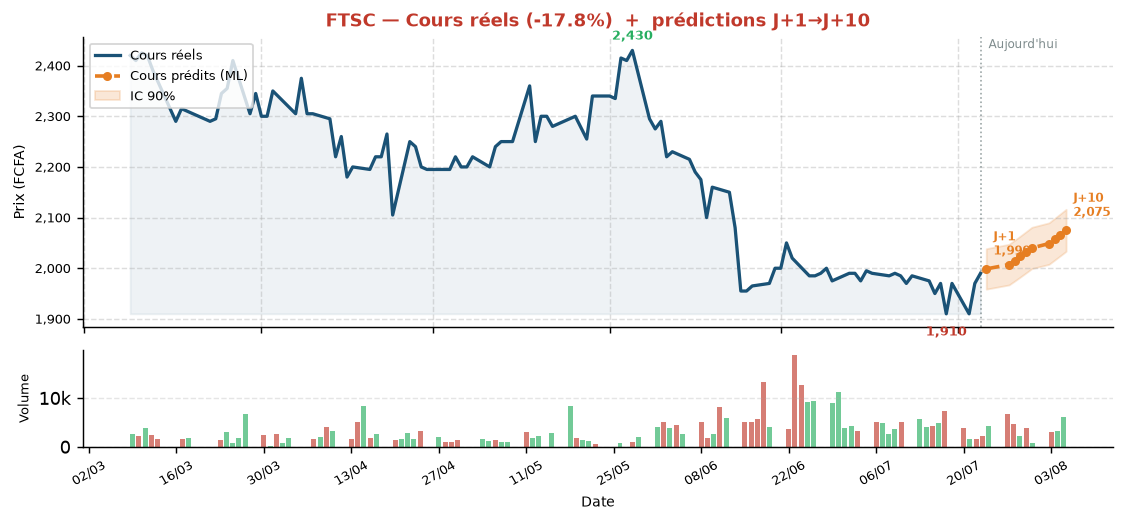 FTSC — Cours réels (-17.8%)  +  prédictions J+1→J+10
Cours réels
Cours prédits (ML)
IC 90%
2,430
Aujourd'hui
2,400
2,300
2,200
2,100
2,000
1,900
Prix (FCFA)
J+10
2,075
J+1
1,910
10k
0
Volume
02/03
16/03
30/03
13/04
27/04
11/05
25/05
08/06
22/06
06/07
20/07
03/08
Date